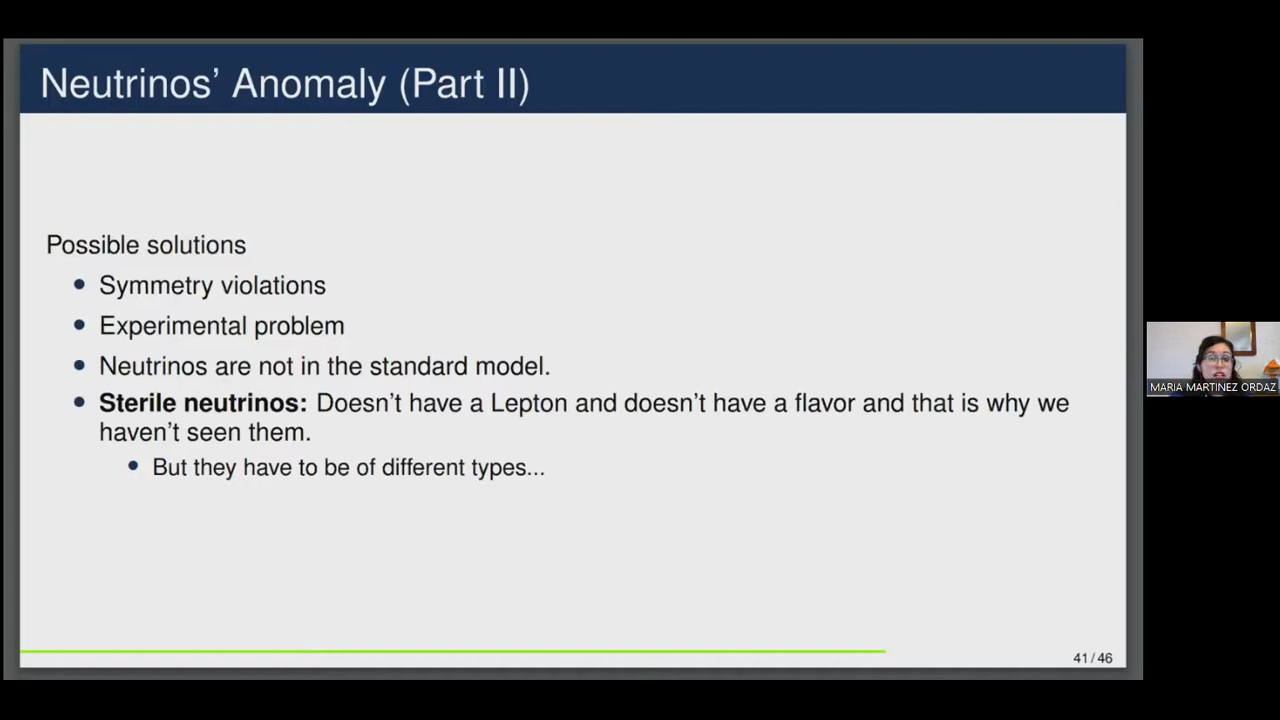 Neutrinos' Anomaly (Part II)
Possible solutions
Symmetry violations
Experimental problem
Neutrinos are not in the standard model.
Sterile neutrinos: Doesn't have a Lepton and doesn't have a flavor and that is why we
haven't seen them.
But they have to be of different types...
41 / 46
MARIA MARTINEZ ORDAZ